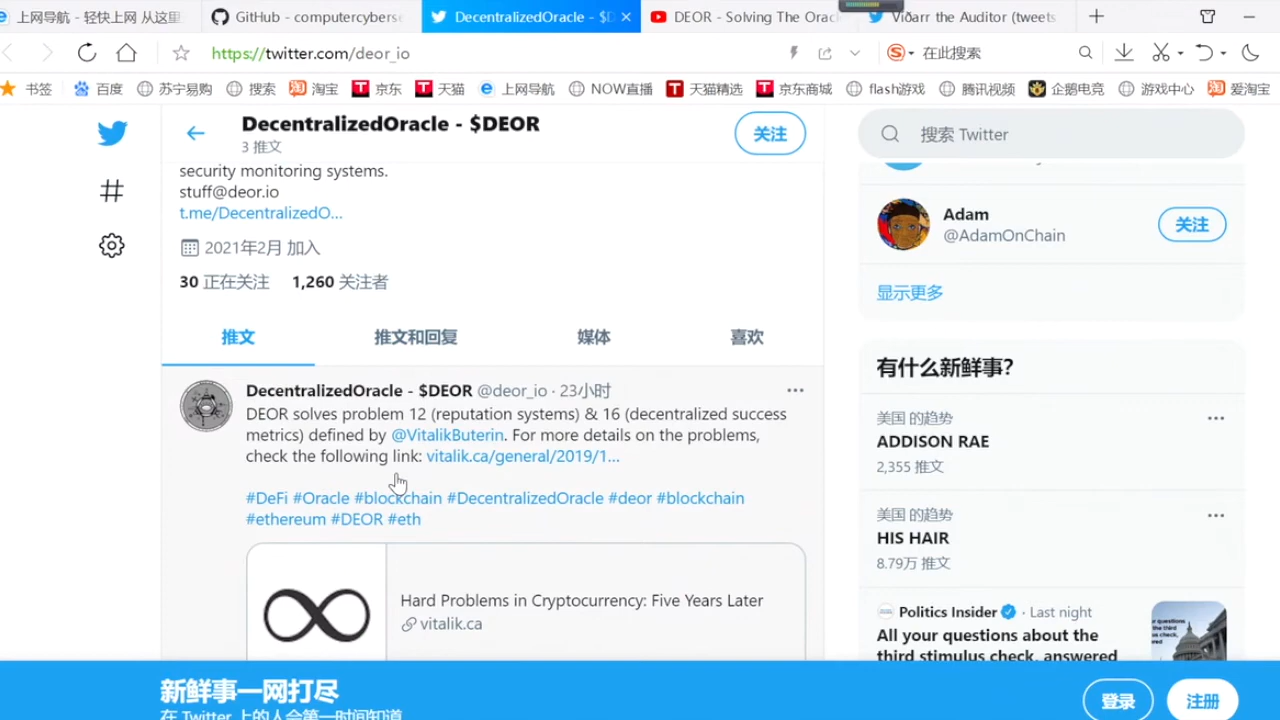 上网导航 - 轻快上网 从这里
GitHub - computercyberse
DecentralizedOracle - $D
DEOR - Solving The Orac
Viðarr the Auditor (tweets
https://twitter.com/deor_io
在此搜索
书签
百度
苏宁易购
搜索
淘宝
京东
天猫
上网导航
NOW直播
天猫精选
京东商城
flash游戏
腾讯视频
企鹅电竞
游戏中心
爱淘宝
DecentralizedOracle - $DEOR
3 推文
关注
security monitoring systems.
stuff@deor.io
t.me/DecentralizedO...
2021年2月 加入
30 正在关注 1,260 关注者
推文
推文和回复
媒体
喜欢
DecentralizedOracle - $DEOR @deor_io · 23小时
DEOR solves problem 12 (reputation systems) & 16 (decentralized success
metrics) defined by @VitalikButerin. For more details on the problems,
check the following link: vitalik.ca/general/2019/1...
#DeFi #Oracle #blockchain #DecentralizedOracle #deor #blockchain
#ethereum #DEOR #eth
Hard Problems in Cryptocurrency: Five Years Later
vitalik.ca
搜索 Twitter
Adam
@AdamOnChain
关注
显示更多
有什么新鲜事?
美国 的趋势
ADDISON RAE
2,355 推文
美国 的趋势
HIS HAIR
8.79万 推文
Politics Insider · Last night
All your questions about the
third stimulus check, answered
新鲜事一网打尽
在 Twitter 上的人会第一时间知道
登录
注册